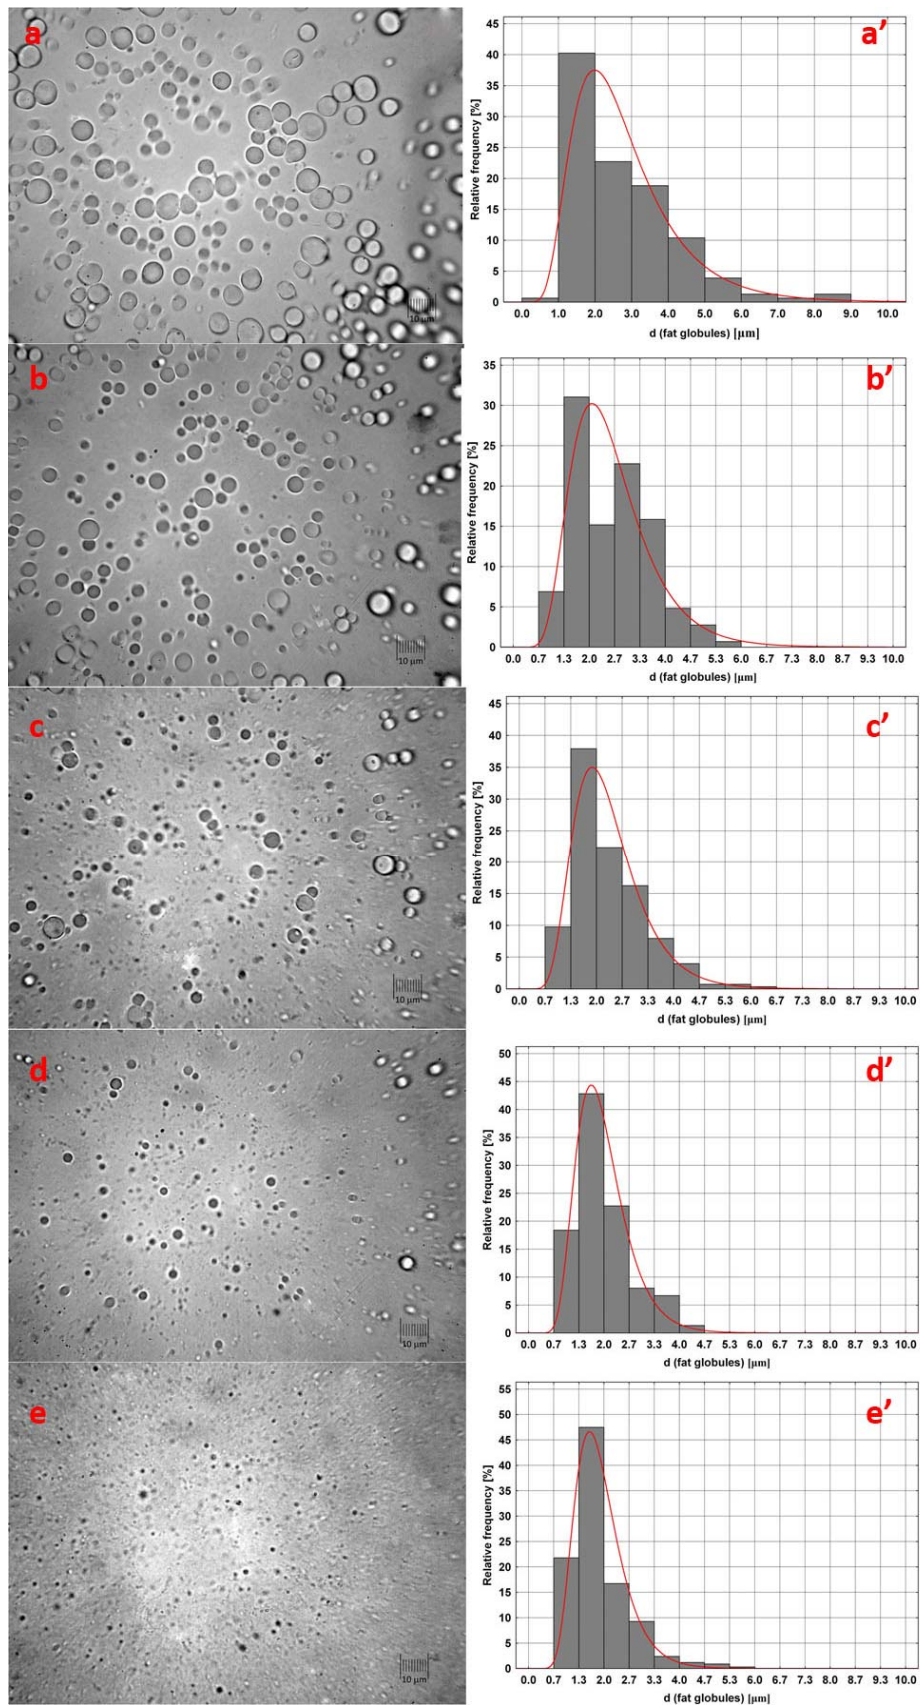 a
10 µm
a’
Relative frequency [%]
45
40
35
30
25
20
15
10
5
0
0.0 1.0 2.0 3.0 4.0 5.0 6.0 7.0 8.0 9.0 10.0
d (fat globules) [µm]
b
10 µm
b’
Relative frequency [%]
35
30
25
20
15
10
5
0
0.0 0.7 1.3 2.0 2.7 3.3 4.0 4.7 5.3 6.0 6.7 7.3 8.0 8.7 9.3 10.0
d (fat globules) [µm]
c
10 µm
c’
Relative frequency [%]
45
40
35
30
25
20
15
10
5
0
0.0 0.7 1.3 2.0 2.7 3.3 4.0 4.7 5.3 6.0 6.7 7.3 8.0 8.7 9.3 10.0
d (fat globules) [µm]
d
10 µm
d’
Relative frequency [%]
50
45
40
35
30
25
20
15
10
5
0
0.0 0.7 1.3 2.0 2.7 3.3 4.0 4.7 5.3 6.0 6.7 7.3 8.0 8.7 9.3 10.0
d (fat globules) [µm]
e
10 µm
e’
Relative frequency [%]
55
50
45
40
35
30
25
20
15
10
5
0
0.0 0.7 1.3 2.0 2.7 3.3 4.0 4.7 5.3 6.0 6.7 7.3 8.0 8.7 9.3 10.0
d (fat globules) [µm]